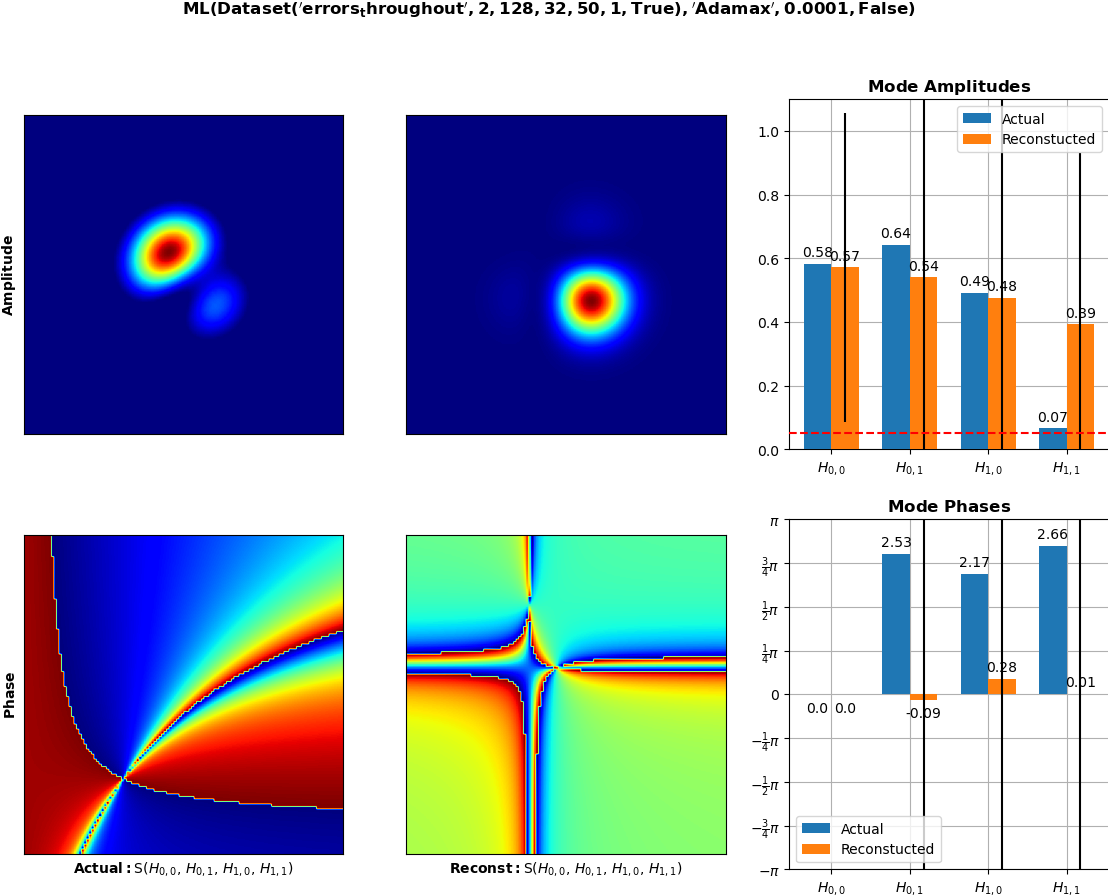 ML(Dataset('errors_throughout', 2, 128, 32, 50, 1, True), 'Adamax', 0.0001, False)
Amplitude
Mode Amplitudes
Actual
Reconstucted
1.0
0.8
0.6
0.4
0.2
0.0
0.58
0.57
0.64
0.54
0.49
0.48
0.07
0.39
H0,0
H0,1
H1,0
H1,1
Phase
Actual: S(H0,0, H0,1, H1,0, H1,1)
Reconst: S(H0,0, H0,1, H1,0, H1,1)
Mode Phases
π
3/4π
1/2π
1/4π
0
−1/4π
−1/2π
−3/4π
−π
0.0
0.0
2.53
-0.09
2.17
0.28
2.66
0.01
Actual
Reconstucted
H0,0
H0,1
H1,0
H1,1